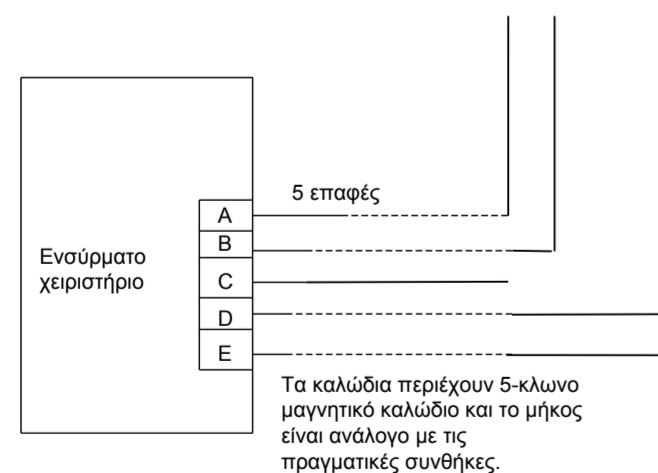 5 επαφές
A
B
C
D
E
Ενσύρματο
χειριστήριο
Τα καλώδια περιέχουν 5-κλωνο
μαγνητικό καλώδιο και το μήκος
είναι ανάλογο με τις
πραγματικές συνθήκες.